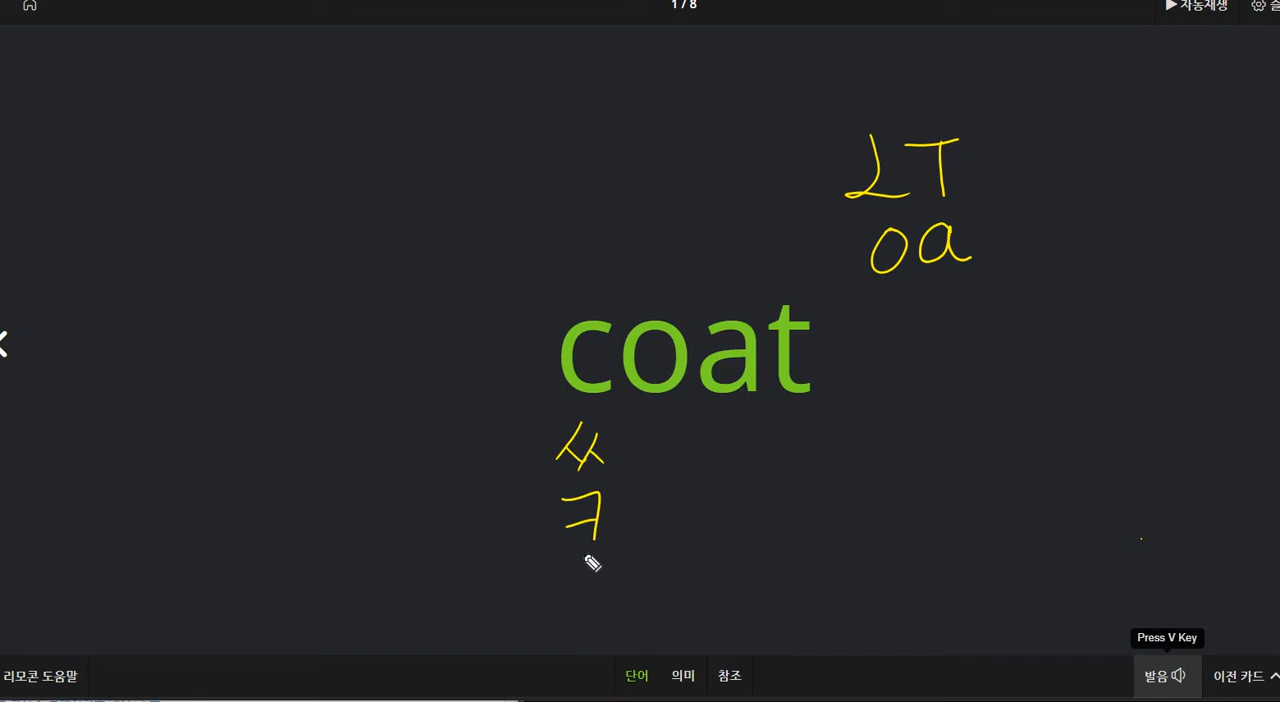 1 / 8
▶ 자동재생
ㅗㅜ
oa
coat
ㅆ
ㅋ
Press V Key
리모콘 도움말
단어 의미 참조
발음 이전 카드